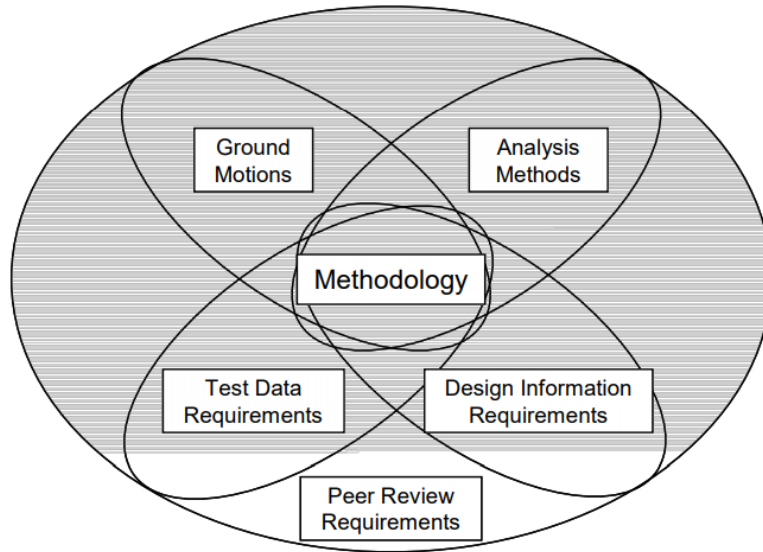 Ground
Motions
Analysis
Methods
Methodology
Test Data
Requirements
Design Information
Requirements
Peer Review
Requirements